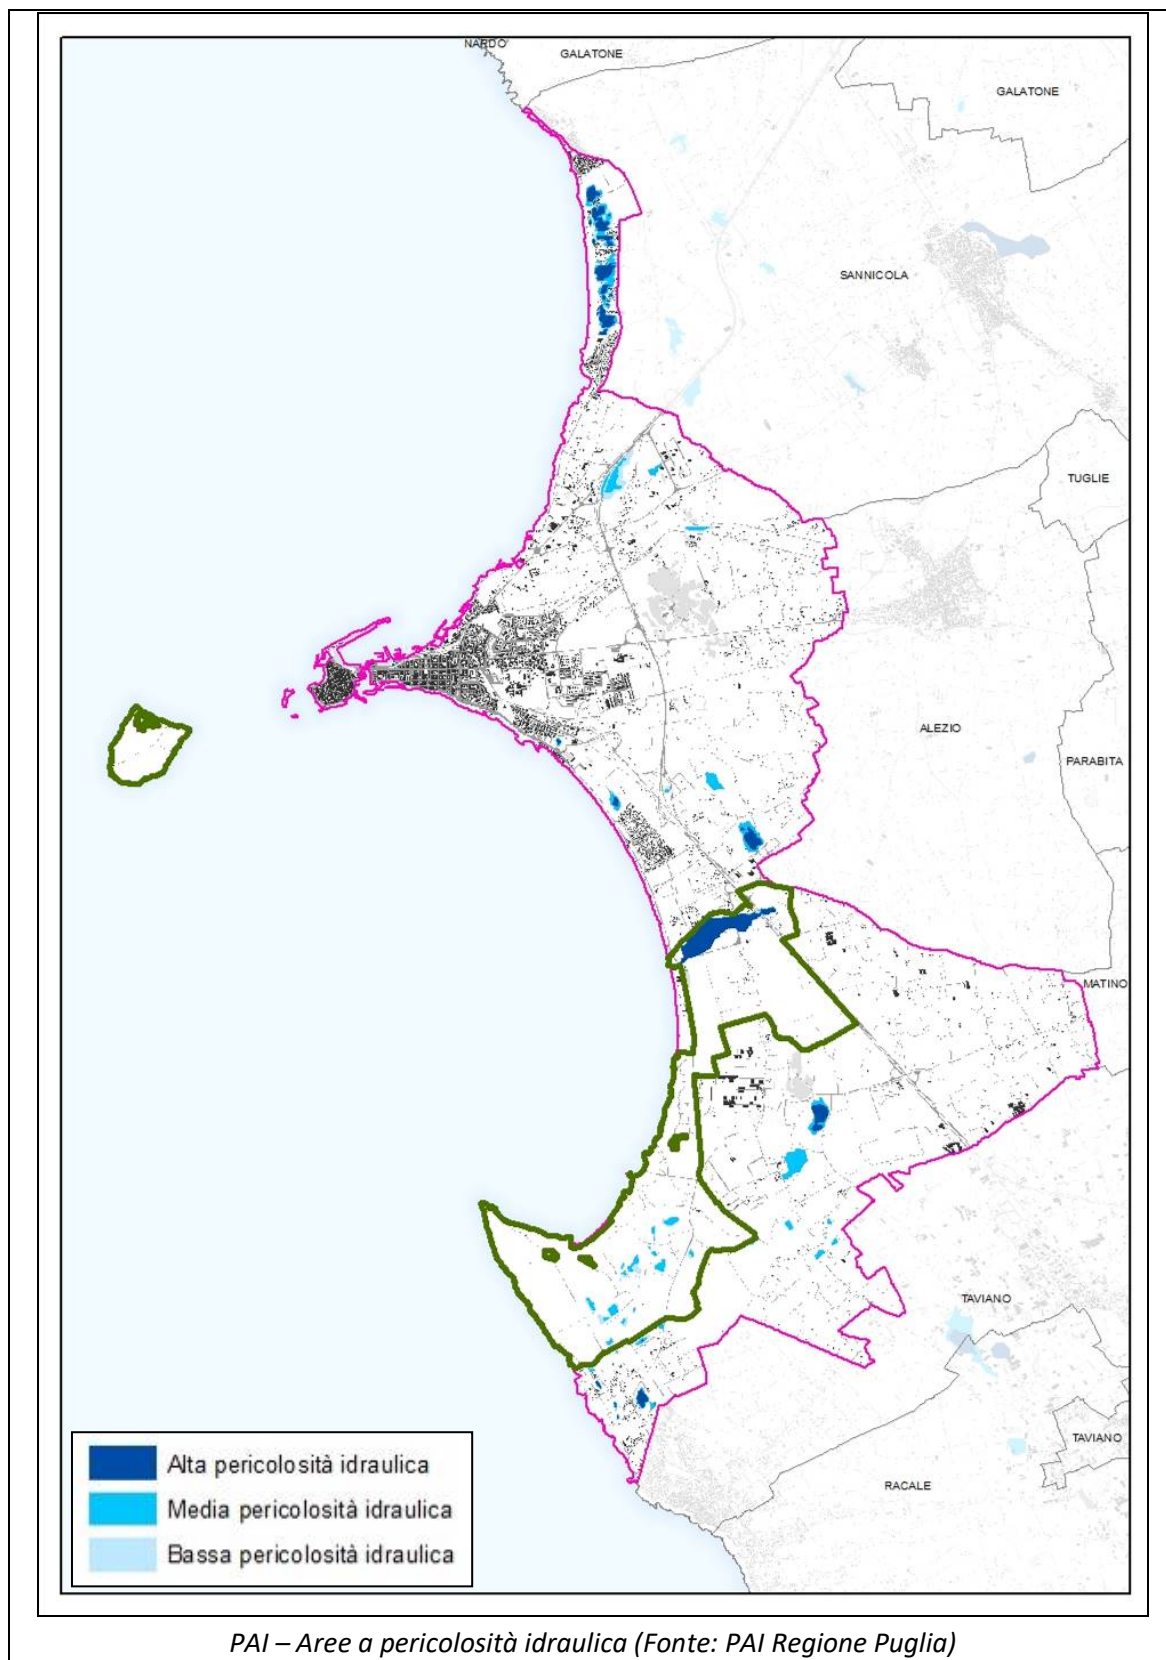 NARDO'
GALATONE
GALATONE
SANNICOLA
TUGLIE
ALEZIO
PARABITA
MATINO
TAVIANO
TAVIANO
RACALE
Alta pericolosità idraulica
Media pericolosità idraulica
Bassa pericolosità idraulica
PAI – Aree a pericolosità idraulica (Fonte: PAI Regione Puglia)